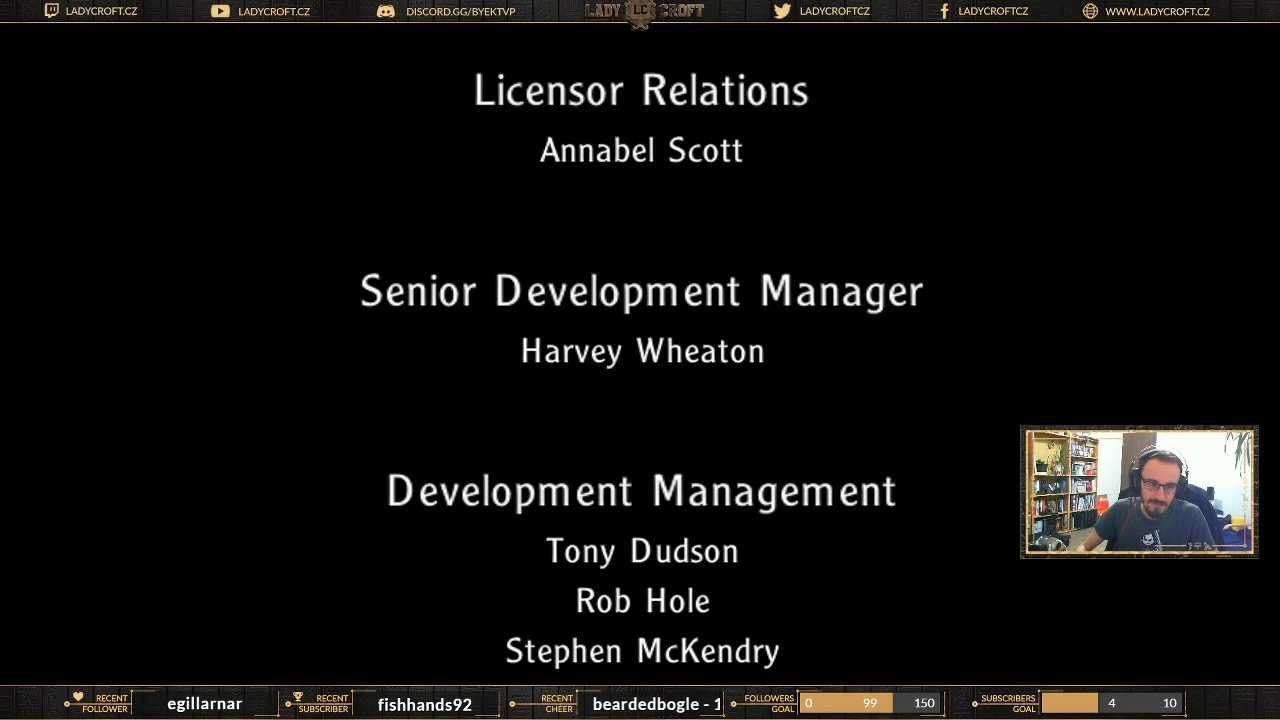 LADYCROFT.CZ LADYCROFT.CZ DISCORD.GG/BYEKTVP LADY LC CROFT LADYCROFTCZ LADYCROFTCZ WWW.LADYCROFT.CZ
Licensor Relations
Annabel Scott
Senior Development Manager
Harvey Wheaton
Development Management
Tony Dudson
Rob Hole
Stephen McKendry
RECENT FOLLOWER egillarnar
RECENT SUBSCRIBER fishhands92
RECENT CHEER beardedbogle - 1
FOLLOWERS GOAL 0 99 150
SUBSCRIBERS GOAL 4 10